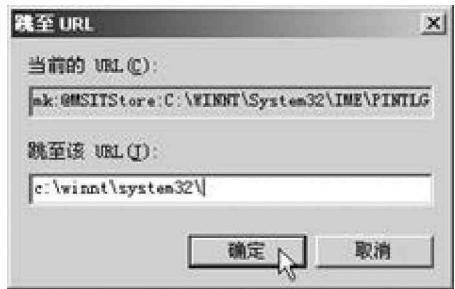 跳至 URL
当前的 URL(C):
mk:@MSITStore:C:\WINNT\System32\IME\PINTLG
跳至该 URL(J):
c:\winnt\system32\
确定
取消